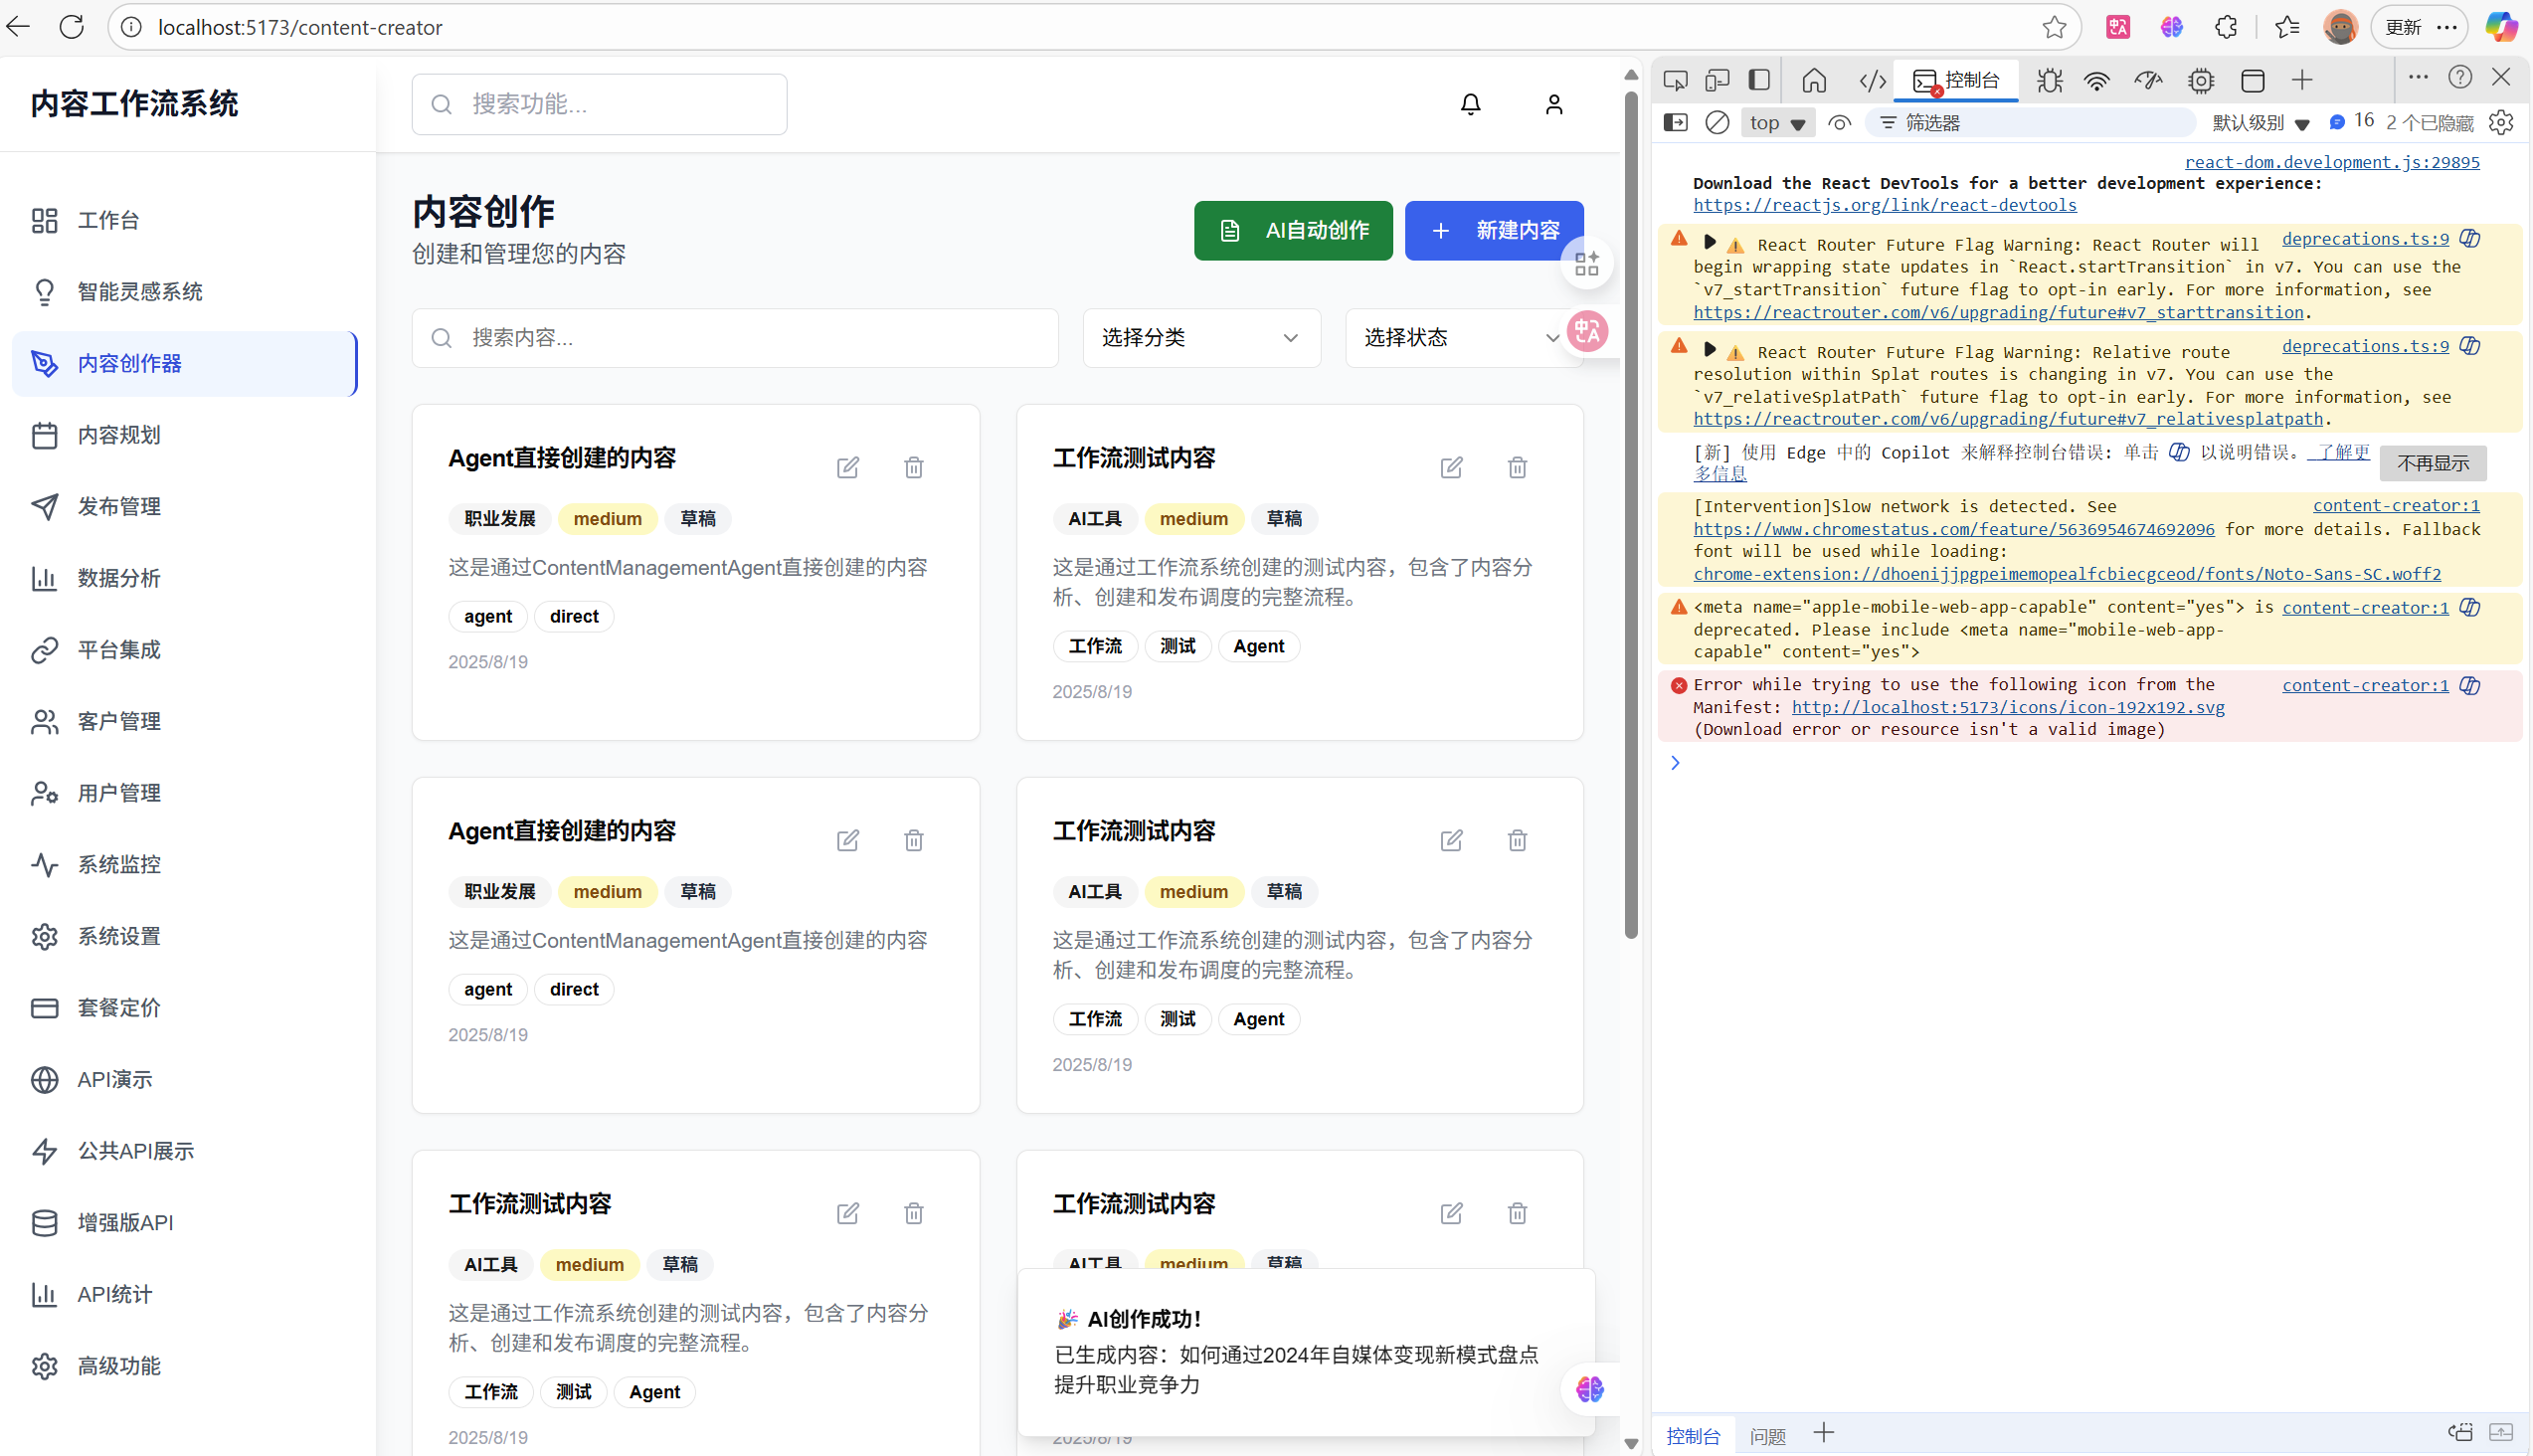 localhost:5173/content-creator
更新
内容工作流系统
工作台
智能灵感系统
内容创作器
内容规划
发布管理
数据分析
平台集成
客户管理
用户管理
系统监控
系统设置
套餐定价
API演示
公共API展示
增强版API
API统计
高级功能
搜索功能...
内容创作
创建和管理您的内容
AI自动创作
新建内容
搜索内容...
选择分类
选择状态
Agent直接创建的内容
职业发展 medium 草稿
这是通过ContentManagementAgent直接创建的内容
agent direct
2025/8/19
工作流测试内容
AI工具 medium 草稿
这是通过工作流系统创建的测试内容，包含了内容分
析、创建和发布调度的完整流程。
工作流 测试 Agent
2025/8/19
Agent直接创建的内容
职业发展 medium 草稿
这是通过ContentManagementAgent直接创建的内容
agent direct
2025/8/19
工作流测试内容
AI工具 medium 草稿
这是通过工作流系统创建的测试内容，包含了内容分
析、创建和发布调度的完整流程。
工作流 测试 Agent
2025/8/19
工作流测试内容
AI工具 medium 草稿
这是通过工作流系统创建的测试内容，包含了内容分
析、创建和发布调度的完整流程。
工作流 测试 Agent
2025/8/19
工作流测试内容
AI工具 medium 草稿
🎉 AI创作成功！
已生成内容：如何通过2024年自媒体变现新模式盘点
提升职业竞争力
2025/8/19
控制台
top
筛选器
默认级别
16
2 个已隐藏
react-dom.development.js:29895
Download the React DevTools for a better development experience:
https://reactjs.org/link/react-devtools
⚠️ React Router Future Flag Warning: React Router will deprecations.ts:9
begin wrapping state updates in `React.startTransition` in v7. You can use the
`v7_startTransition` future flag to opt-in early. For more information, see
https://reactrouter.com/v6/upgrading/future#v7_starttransition.
⚠️ React Router Future Flag Warning: Relative route deprecations.ts:9
resolution within Splat routes is changing in v7. You can use the
`v7_relativeSplatPath` future flag to opt-in early. For more information, see
https://reactrouter.com/v6/upgrading/future#v7_relativesplatpath.
[新] 使用 Edge 中的 Copilot 来解释控制台错误: 单击 以说明错误。 了解更
多信息
不再显示
[Intervention]Slow network is detected. See content-creator:1
https://www.chromestatus.com/feature/5636954674692096 for more details. Fallback
font will be used while loading:
chrome-extension://dhoenijjpgpeimemopealfcbiecgceod/fonts/Noto-Sans-SC.woff2
<meta name="apple-mobile-web-app-capable" content="yes"> is content-creator:1
deprecated. Please include <meta name="mobile-web-app-
capable" content="yes">
Error while trying to use the following icon from the content-creator:1
Manifest: http://localhost:5173/icons/icon-192x192.svg
(Download error or resource isn't a valid image)
控制台
问题